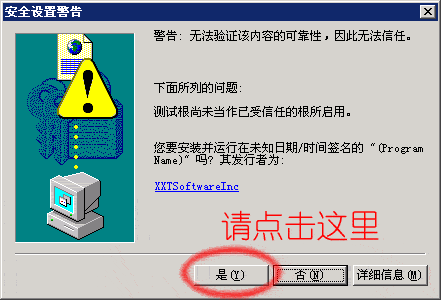 安全设置警告
警告: 无法验证该内容的可靠性，因此无法信任。
下面所列的问题:
测试根尚未当作已受信任的根所启用。
您要安装并运行在未知日期/时间签名的 "(Program
Name)" 吗? 其发行者为:
XXTSoftwareInc
请点击这里
是(Y)
否(N)
详细信息(M)